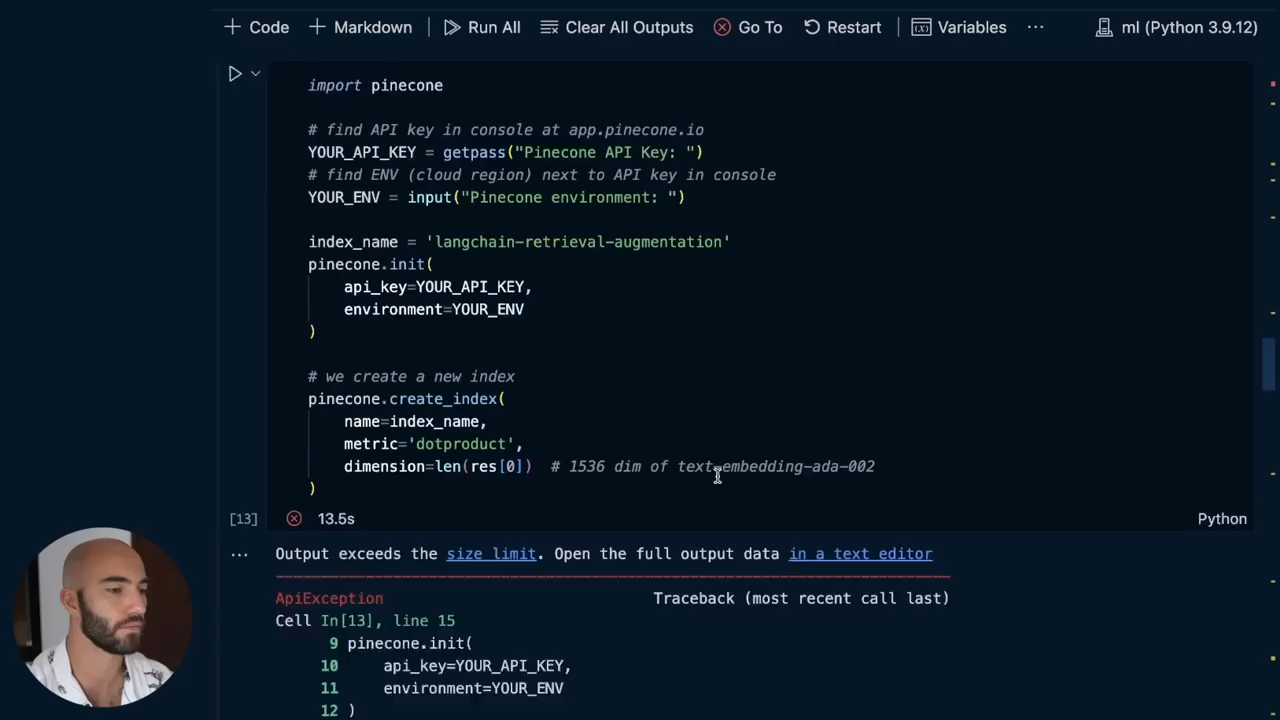 + Code + Markdown Run All Clear All Outputs Go To Restart Variables ... ml (Python 3.9.12)
import pinecone
# find API key in console at app.pinecone.io
YOUR_API_KEY = getpass("Pinecone API Key: ")
# find ENV (cloud region) next to API key in console
YOUR_ENV = input("Pinecone environment: ")
index_name = 'langchain-retrieval-augmentation'
pinecone.init(
    api_key=YOUR_API_KEY,
    environment=YOUR_ENV
)
# we create a new index
pinecone.create_index(
    name=index_name,
    metric='dotproduct',
    dimension=len(res[0])  # 1536 dim of text-embedding-ada-002
)
[13] 13.5s Python
... Output exceeds the size limit. Open the full output data in a text editor
ApiException Traceback (most recent call last)
Cell In[13], line 15
9 pinecone.init(
10     api_key=YOUR_API_KEY,
11     environment=YOUR_ENV
12 )